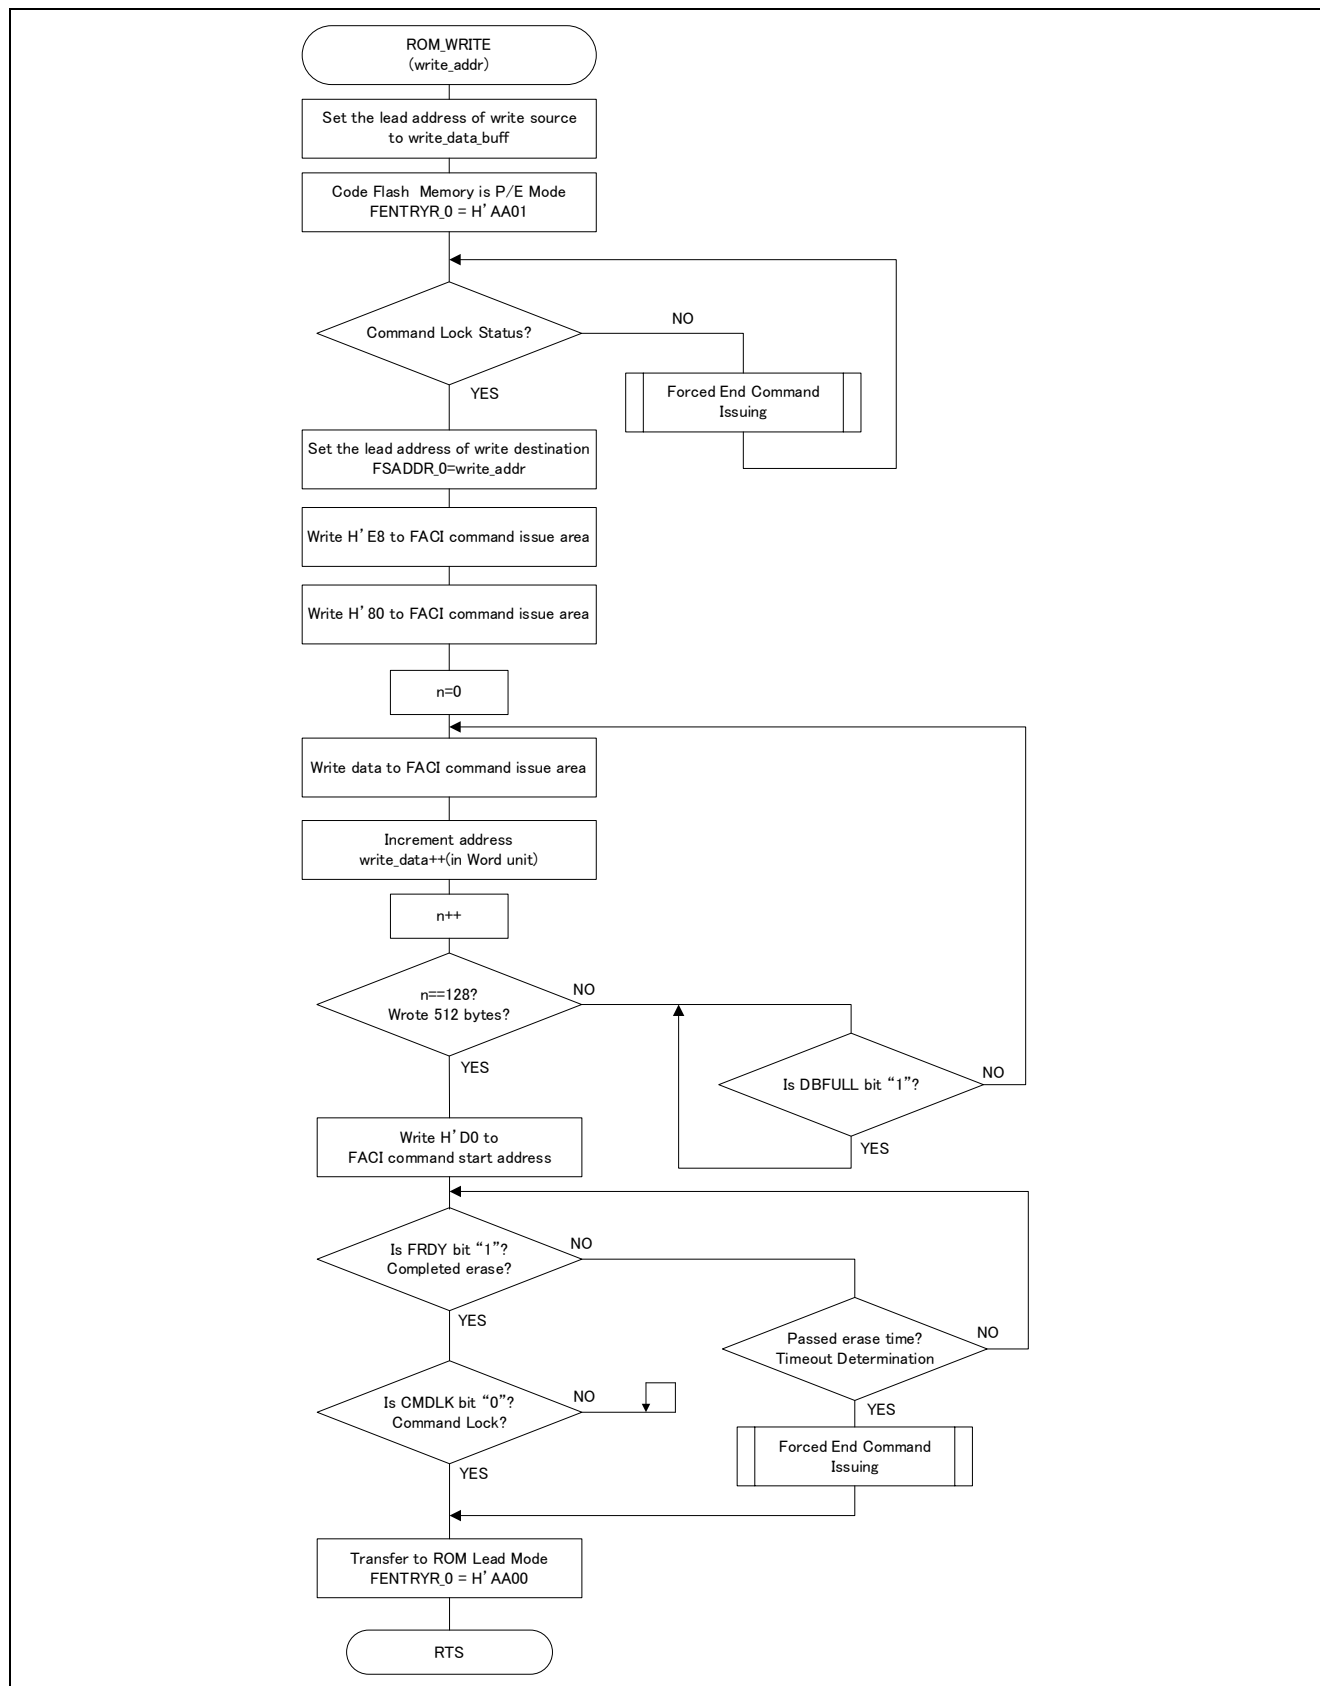 ROM_WRITE
(write_addr)
Set the lead address of write source
to write_data_buff
Code Flash Memory is P/E Mode
FENTRYR_0 = H'AA01
Command Lock Status?
NO
Forced End Command
Issuing
YES
Set the lead address of write destination
FSADDR_0=write_addr
Write H'E8 to FACI command issue area
Write H'80 to FACI command issue area
n=0
Write data to FACI command issue area
Increment address
write_data++(in Word unit)
n++
n==128?
Wrote 512 bytes?
NO
YES
Is DBFULL bit “1”?
NO
YES
Write H'D0 to
FACI command start address
Is FRDY bit “1”?
Completed erase?
NO
YES
Passed erase time?
Timeout Determination
NO
YES
Is CMDLK bit “0”?
Command Lock?
NO
YES
Forced End Command
Issuing
Transfer to ROM Lead Mode
FENTRYR_0 = H'AA00
RTS